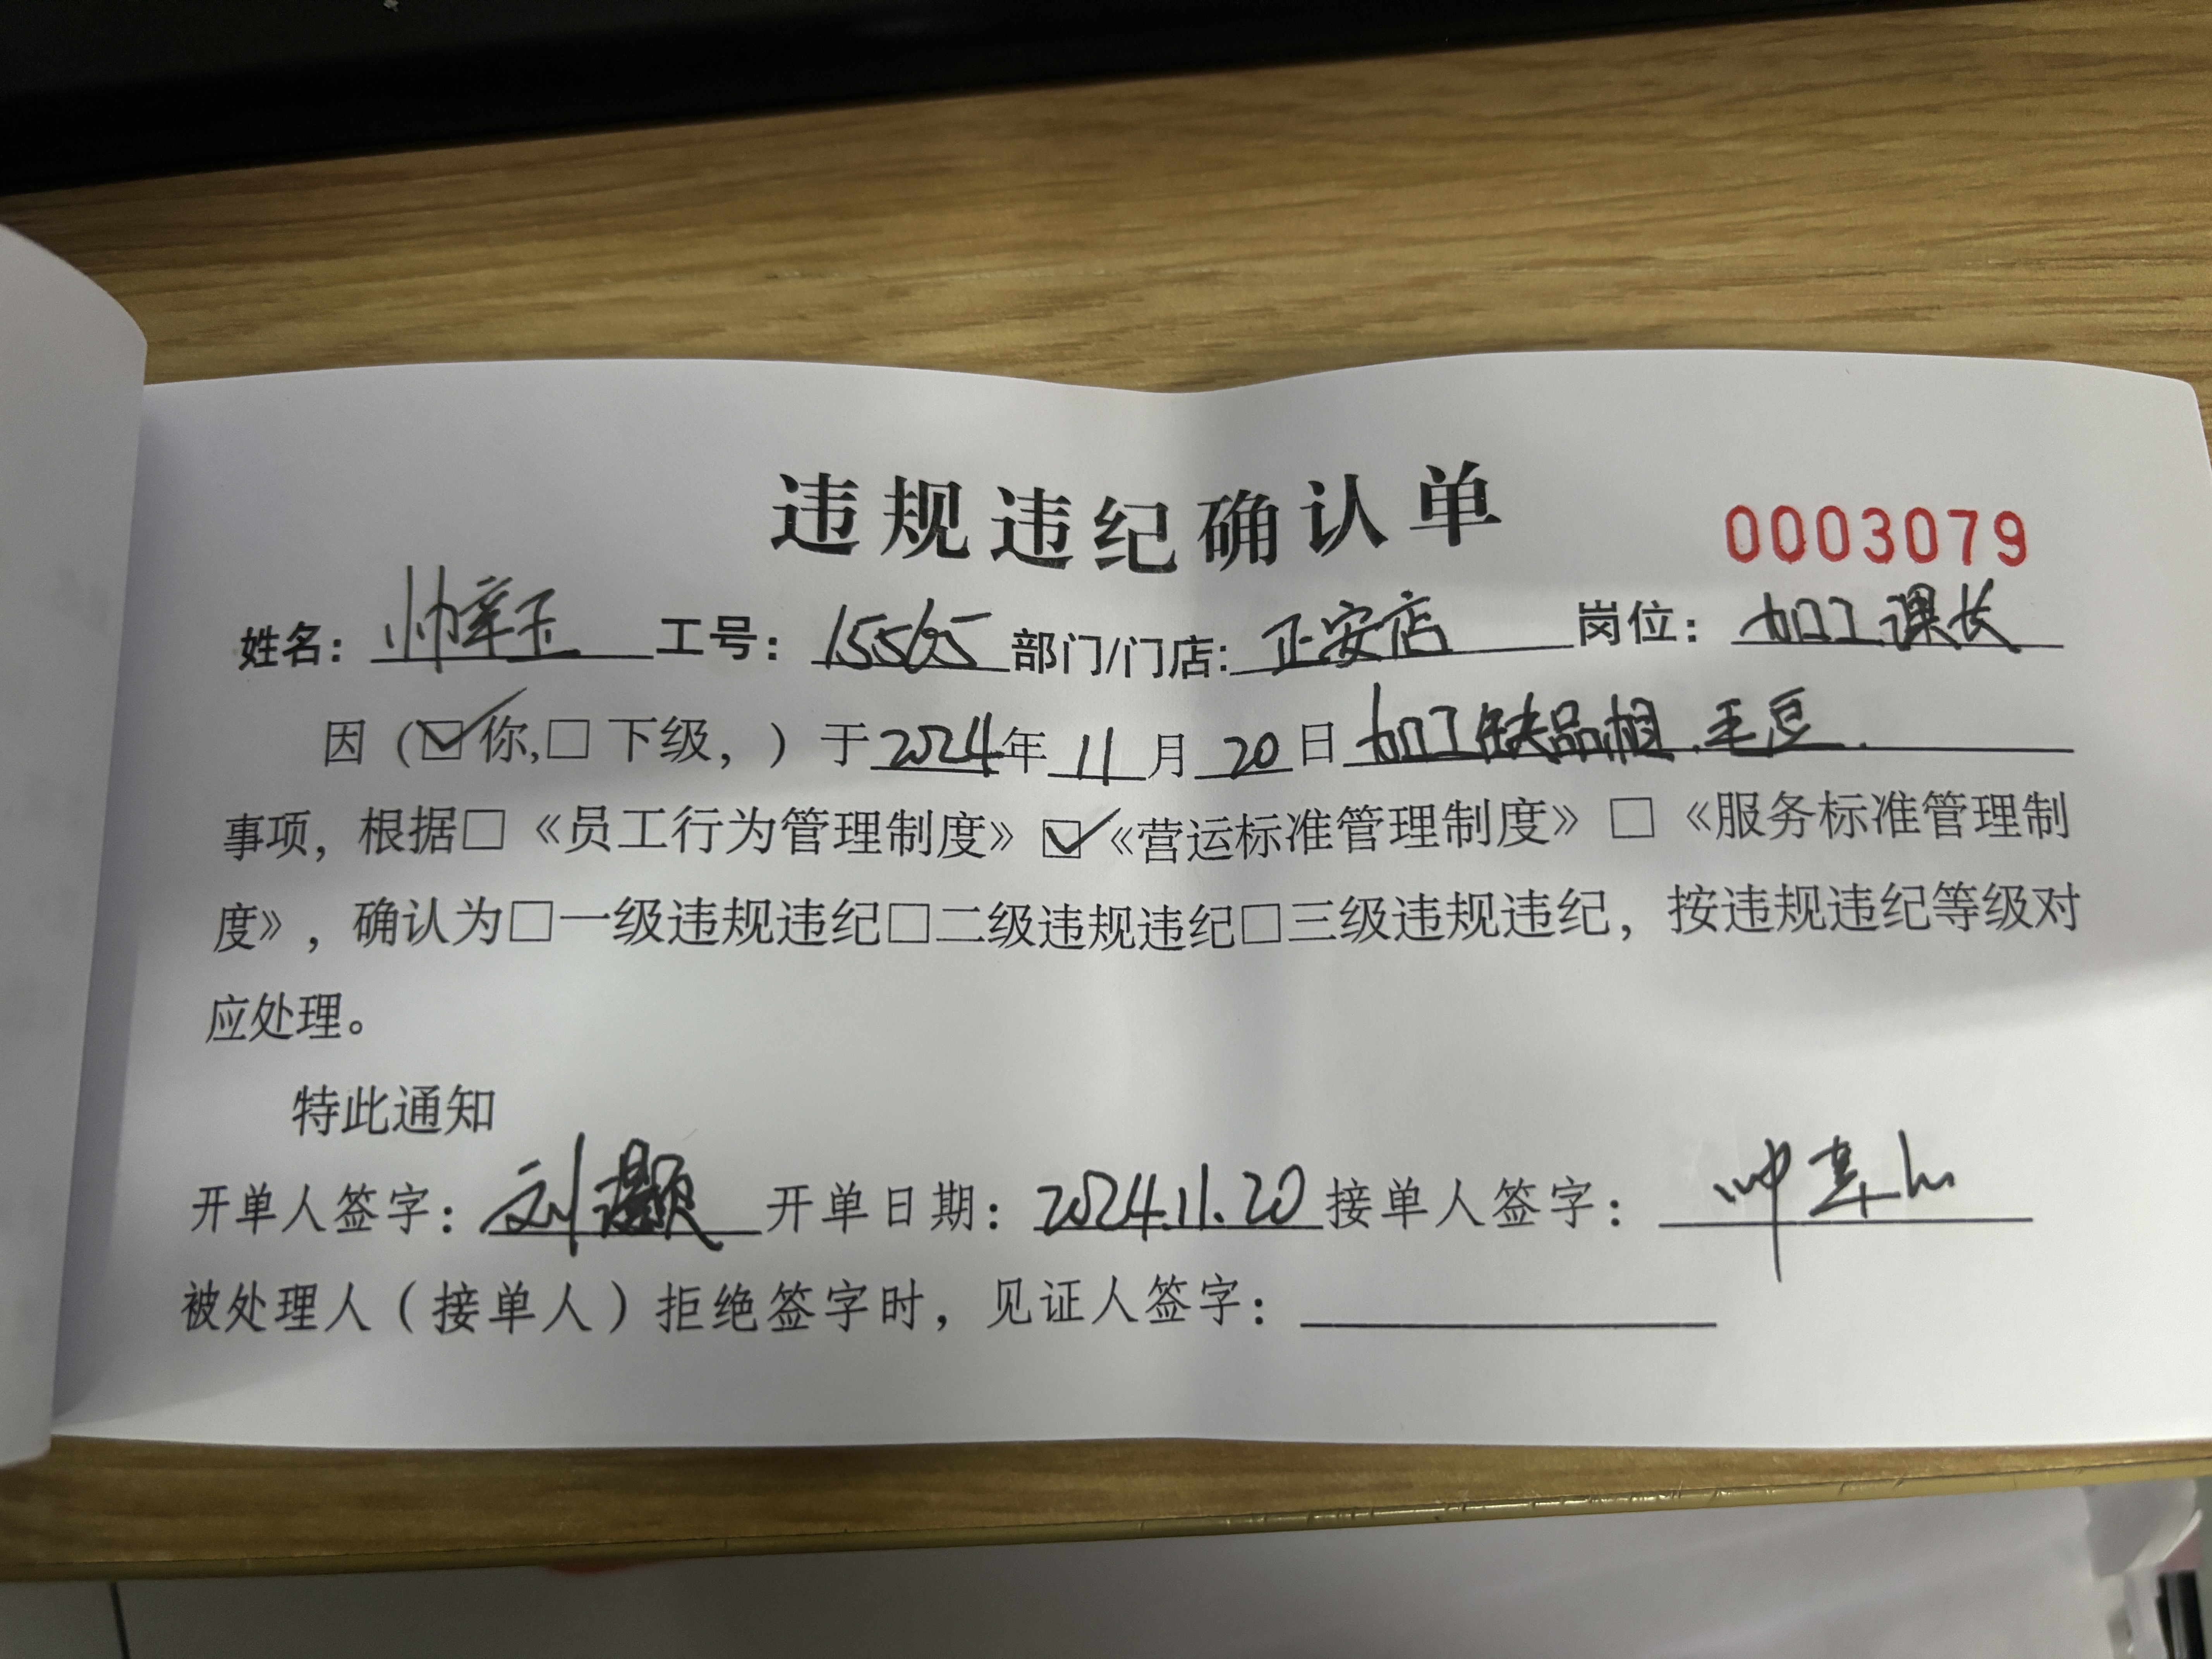 违规违纪确认单
0003079
姓名： 工号：15565 部门/门店:正安店 岗位：加工课长
因（☑你,□下级，）于2024年11月20日加工缺品相.毛豆.
事项，根据□《员工行为管理制度》☑《营运标准管理制度》□《服务标准管理制
度》，确认为□一级违规违纪□二级违规违纪□三级违规违纪，按违规违纪等级对
应处理。
特此通知
开单人签字：刘 开单日期：2024.11.20 接单人签字：
被处理人（接单人）拒绝签字时，见证人签字：